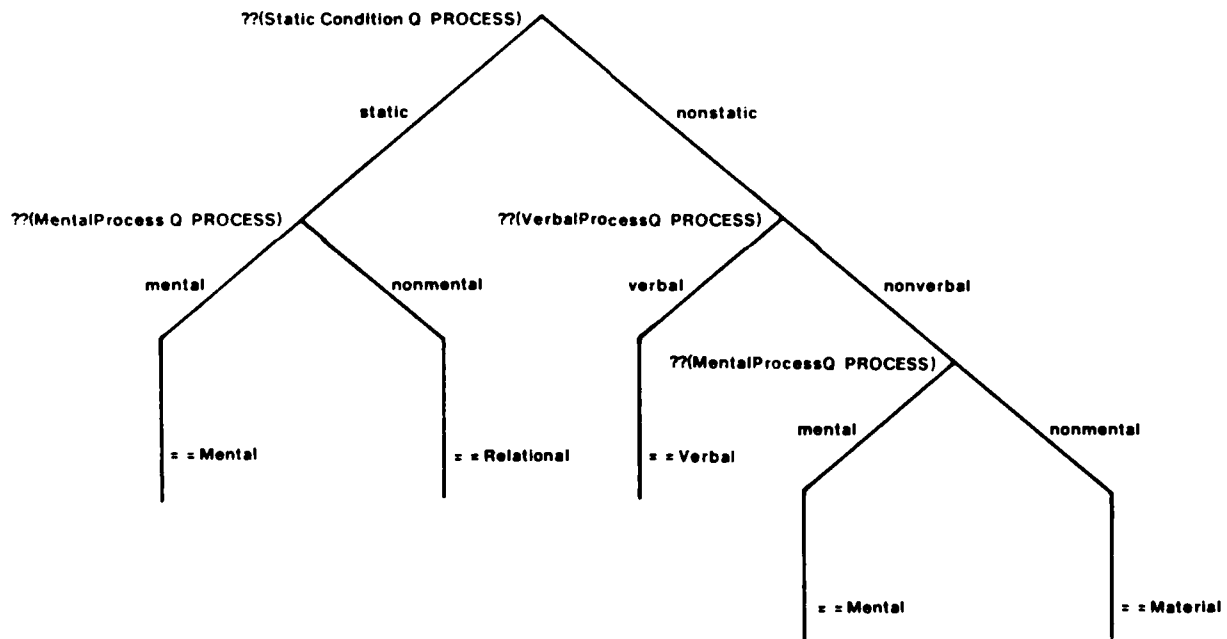 ??(Static Condition Q PROCESS)
static
nonstatic
??(MentalProcess Q PROCESS)
??(VerbalProcessQ PROCESS)
mental
nonmental
verbal
nonverbal
??(MentalProcessQ PROCESS)
mental
nonmental
= =Mental
= =Relational
= =Verbal
= =Mental
= =Material